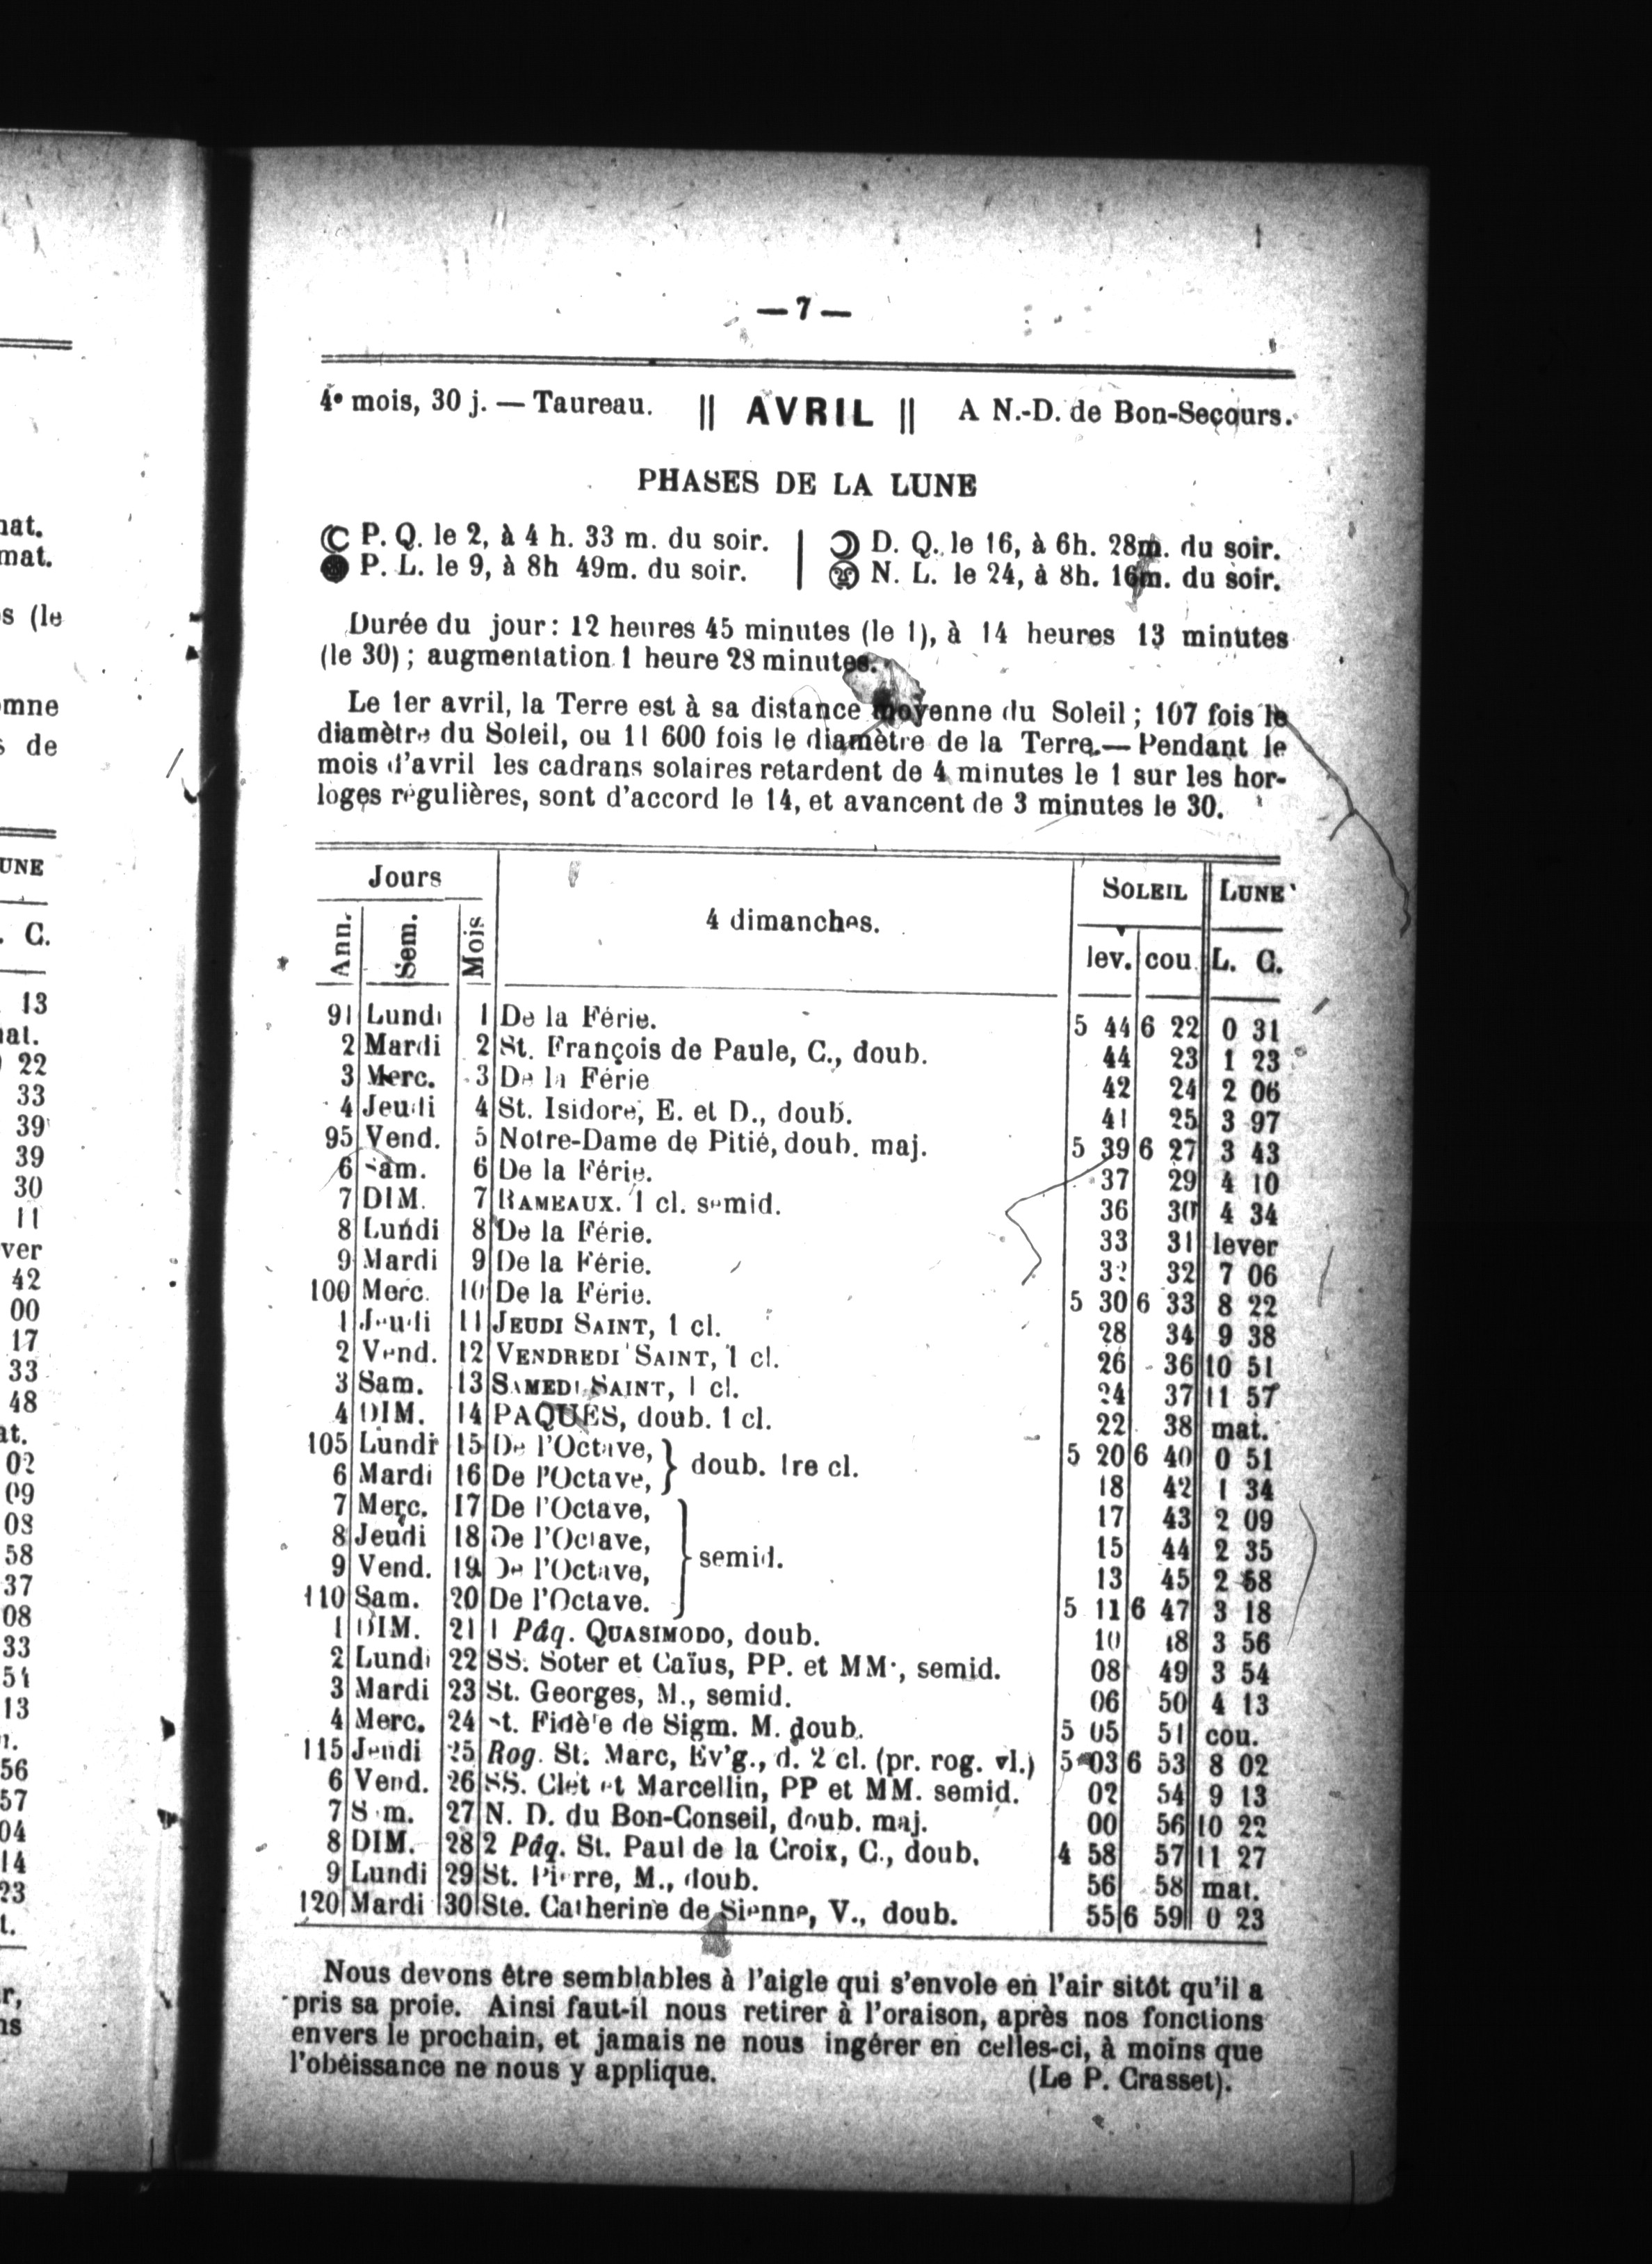 — 7 —
4e mois, 30 j. — Taureau. || AVRIL || A N.-D. de Bon-Secours.
PHASES DE LA LUNE
P. Q. le 2, à 4 h. 33 m. du soir. D. Q. le 16, à 6h. 28m. du soir.
P. L. le 9, à 8h 49m. du soir. N. L. le 24, à 8h. 16m. du soir.
Durée du jour : 12 heures 45 minutes (le 1), à 14 heures 13 minutes
(le 30) ; augmentation 1 heure 28 minutes.
Le 1er avril, la Terre est à sa distance moyenne du Soleil ; 107 fois le
diamètre du Soleil, ou 11 600 fois le diamètre de la Terre.— Pendant le
mois d'avril les cadrans solaires retardent de 4 minutes le 1 sur les hor-
loges régulières, sont d'accord le 14, et avancent de 3 minutes le 30.
Jours 4 dimanches. SOLEIL LUNE
Ann. Sem. Mois lev. cou L. C.
91 Lundi 1 De la Férie. 5 44 6 22 0 31
2 Mardi 2 St. François de Paule, C., doub. 44 23 1 23
3 Merc. 3 De la Férie 42 24 2 06
4 Jeudi 4 St. Isidore, E. et D., doub. 41 25 3 97
95 Vend. 5 Notre-Dame de Pitié, doub. maj. 5 39 6 27 3 43
6 Sam. 6 De la Férie. 37 29 4 10
7 DIM. 7 RAMEAUX. 1 cl. semid. 36 30 4 34
8 Lundi 8 De la Férie. 33 31 lever
9 Mardi 9 De la Férie. 32 32 7 06
100 Merc. 10 De la Férie. 5 30 6 33 8 22
1 Jeudi 11 JEUDI SAINT, 1 cl. 28 34 9 38
2 Vend. 12 VENDREDI SAINT, 1 cl. 26 36 10 51
3 Sam. 13 SAMEDI SAINT, 1 cl. 24 37 11 57
4 DIM. 14 PAQUES, doub. 1 cl. 22 38 mat.
105 Lundi 15 De l'Octave, 5 20 6 40 0 51
6 Mardi 16 De l'Octave, } doub. 1re cl. 18 42 1 34
7 Merc. 17 De l'Octave, 17 43 2 09
8 Jeudi 18 De l'Octave, 15 44 2 35
9 Vend. 19 De l'Octave, } semid. 13 45 2 58
110 Sam. 20 De l'Octave. 5 11 6 47 3 18
1 DIM. 21 1 Pâq. QUASIMODO, doub. 10 48 3 56
2 Lundi 22 SS. Soter et Caïus, PP. et MM., semid. 08 49 3 54
3 Mardi 23 St. Georges, M., semid. 06 50 4 13
4 Merc. 24 St. Fidèle de Sigm. M. doub. 5 05 51 cou.
115 Jeudi 25 Rog. St. Marc, Ev'g., d. 2 cl. (pr. rog. vl.) 5 03 6 53 8 02
6 Vend. 26 SS. Clet et Marcellin, PP et MM. semid. 02 54 9 13
7 Sam. 27 N. D. du Bon-Conseil, doub. maj. 00 56 10 22
8 DIM. 28 2 Pâq. St. Paul de la Croix, C., doub. 4 58 57 11 27
9 Lundi 29 St. Pierre, M., doub. 56 58 mat.
120 Mardi 30 Ste. Catherine de Sienne, V., doub. 55 6 59 0 23
Nous devons être semblables à l'aigle qui s'envole en l'air sitôt qu'il a
pris sa proie. Ainsi faut-il nous retirer à l'oraison, après nos fonctions
envers le prochain, et jamais ne nous ingérer en celles-ci, à moins que
l'obéissance ne nous y applique. (Le P. Crasset).